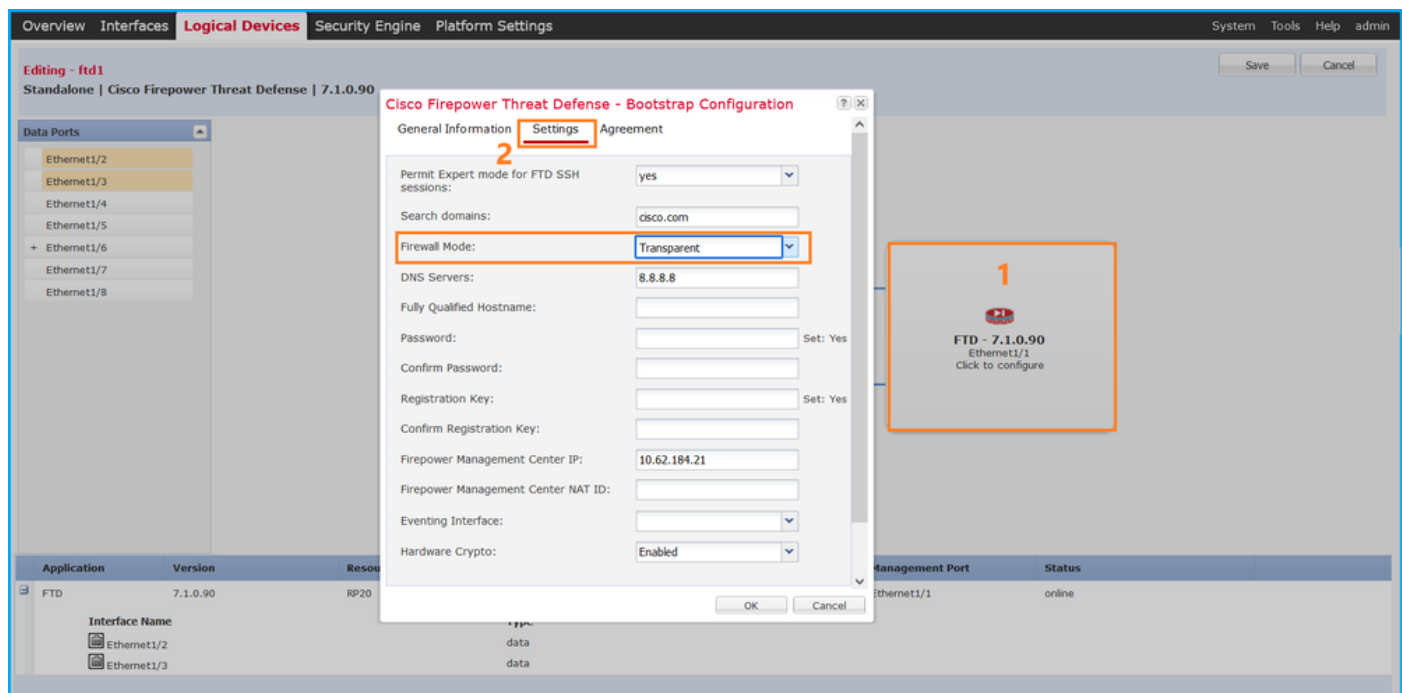 Overview Interfaces Logical Devices Security Engine Platform Settings System Tools Help admin
Editing - ftd1
Standalone | Cisco Firepower Threat Defense | 7.1.0.90
Save Cancel
Data Ports
Ethernet1/2
Ethernet1/3
Ethernet1/4
Ethernet1/5
+ Ethernet1/6
Ethernet1/7
Ethernet1/8
Cisco Firepower Threat Defense - Bootstrap Configuration ?
General Information Settings Agreement
2
Permit Expert mode for FTD SSH
sessions: yes
Search domains: cisco.com
Firewall Mode: Transparent
DNS Servers: 8.8.8.8
Fully Qualified Hostname:
Password: Set: Yes
Confirm Password:
Registration Key: Set: Yes
Confirm Registration Key:
Firepower Management Center IP: 10.62.184.21
Firepower Management Center NAT ID:
Eventing Interface:
Hardware Crypto: Enabled
OK Cancel
1
FTD - 7.1.0.90
Ethernet1/1
Click to configure
Application Version Management Port Status
FTD 7.1.0.90 RP20 Ethernet1/1 online
Interface Name Type
Ethernet1/2 data
Ethernet1/3 data